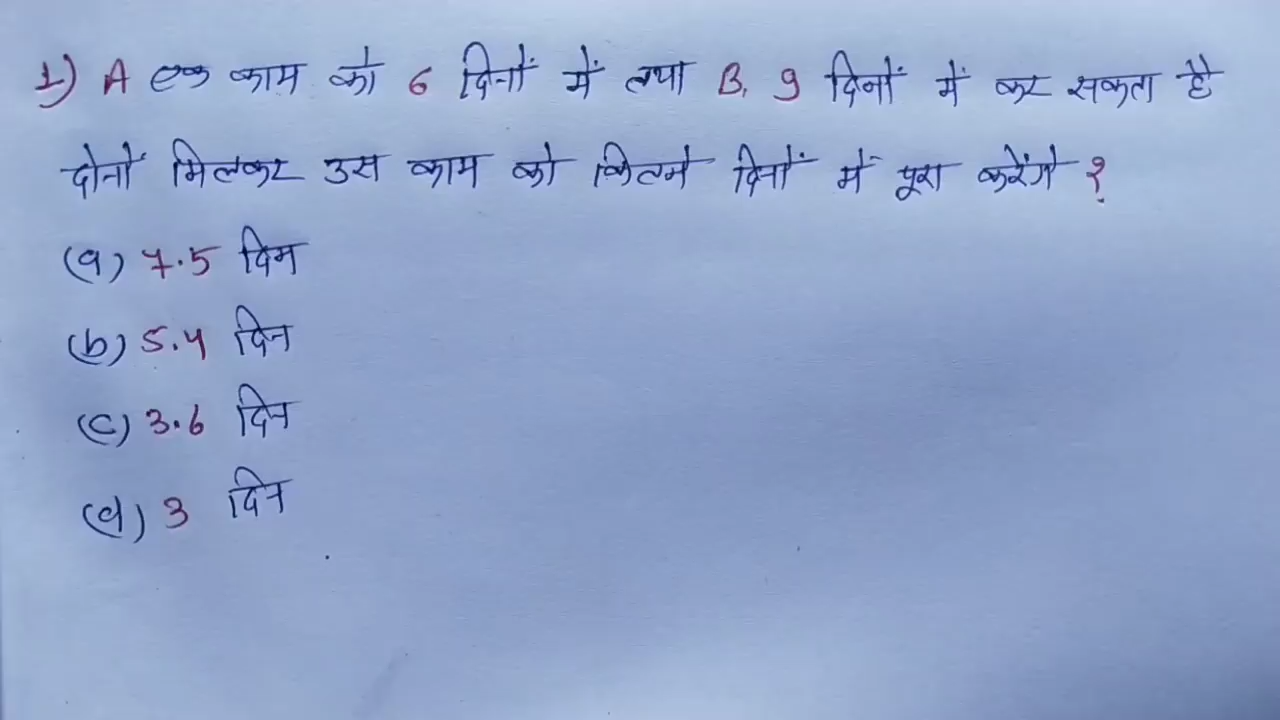 1) A एक काम को 6 दिनों में तथा B, 9 दिनों में कर सकता है
दोनों मिलकर उस काम को कितने दिनों में पूरा करेंगे ?
(a) 7.5 दिन
(b) 5.4 दिन
(c) 3.6 दिन
(d) 3 दिन